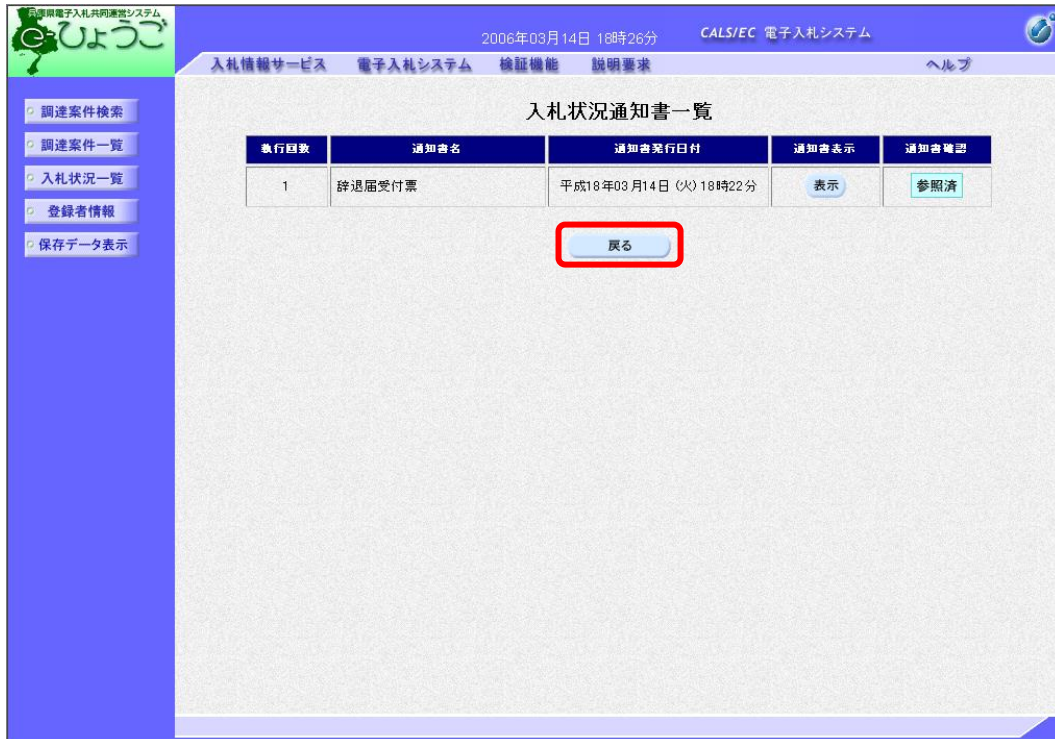 兵庫県電子入札共同運営システム
e-ひょうご
2006年03月14日 18時26分
CALS/EC 電子入札システム
入札情報サービス 電子入札システム 検証機能 説明要求 ヘルプ
調達案件検索
調達案件一覧
入札状況一覧
登録者情報
保存データ表示
入札状況通知書一覧
執行回数 通知書名 通知書発行日付 通知書表示 通知書確認
1 辞退届受付票 平成18年03月14日 (火) 18時22分 表示 参照済
戻る